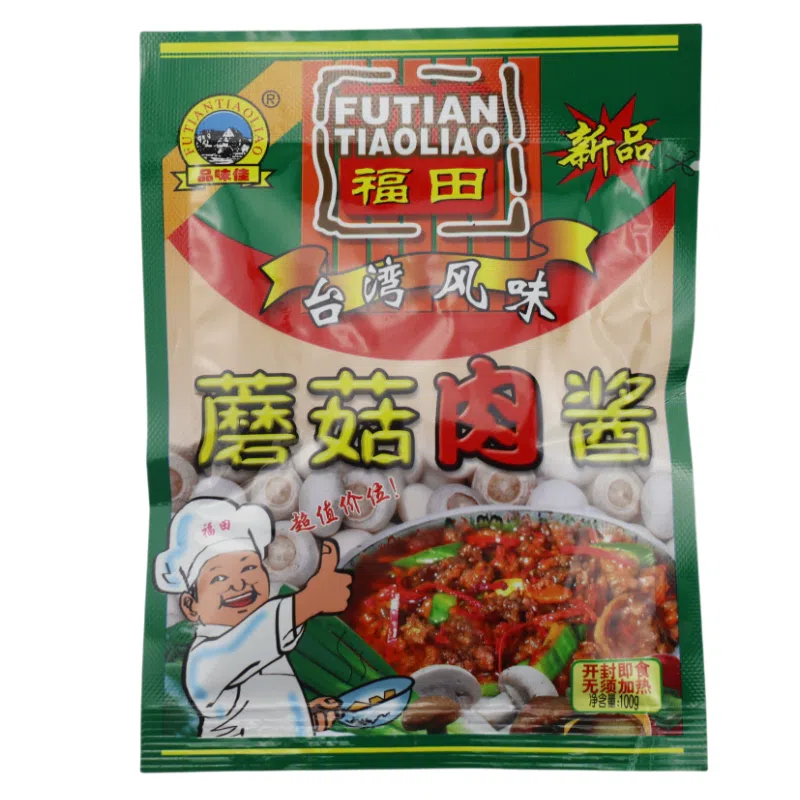 FUTIANTIAOLIAO
®
品味佳
FUTIAN
TIAOLIAO
福田
新品
台湾风味
蘑菇肉酱
超值价位!
福田
开封即食
无须加热
净含量:100g